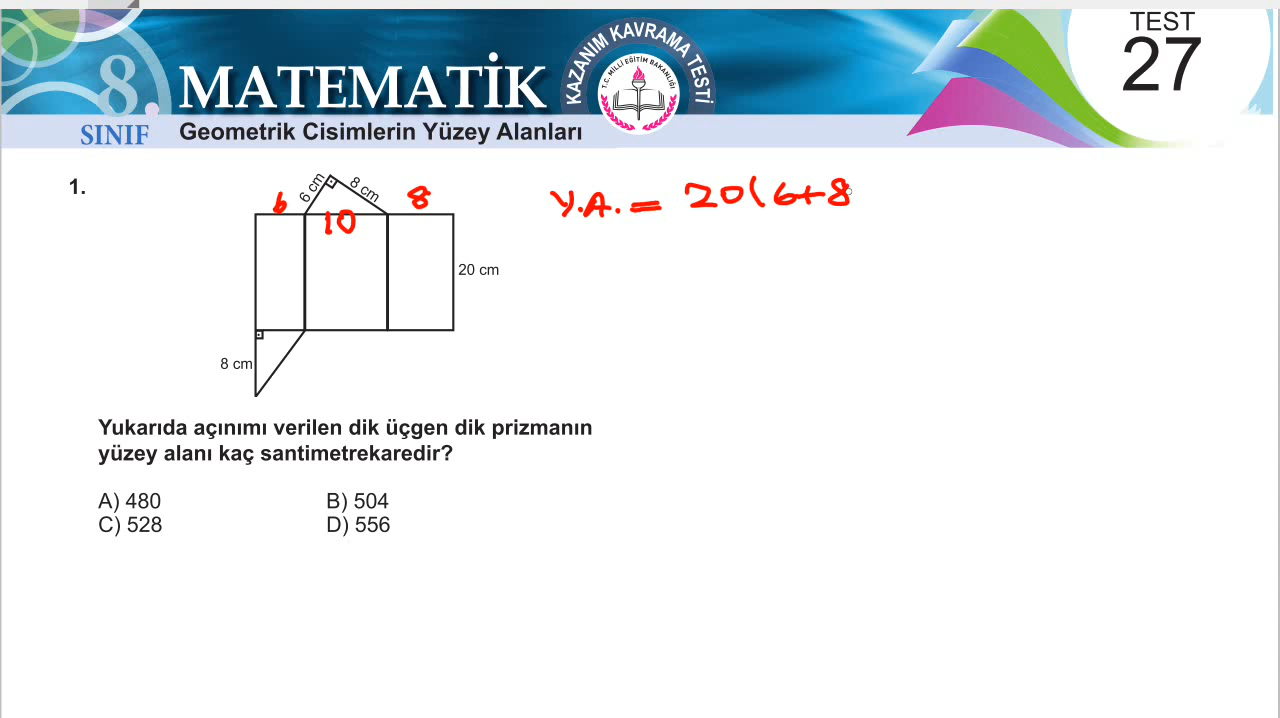 TEST
27
KAZANIM KAVRAMA TESTİ
T.C. MİLLÎ EĞİTİM BAKANLIĞI
8.
SINIF
MATEMATİK
Geometrik Cisimlerin Yüzey Alanları
1.
6 cm
8 cm
6
10
8
Y.A. = 20(6+8
20 cm
8 cm
Yukarıda açınımı verilen dik üçgen dik prizmanın
yüzey alanı kaç santimetrekaredir?
A) 480 B) 504
C) 528 D) 556